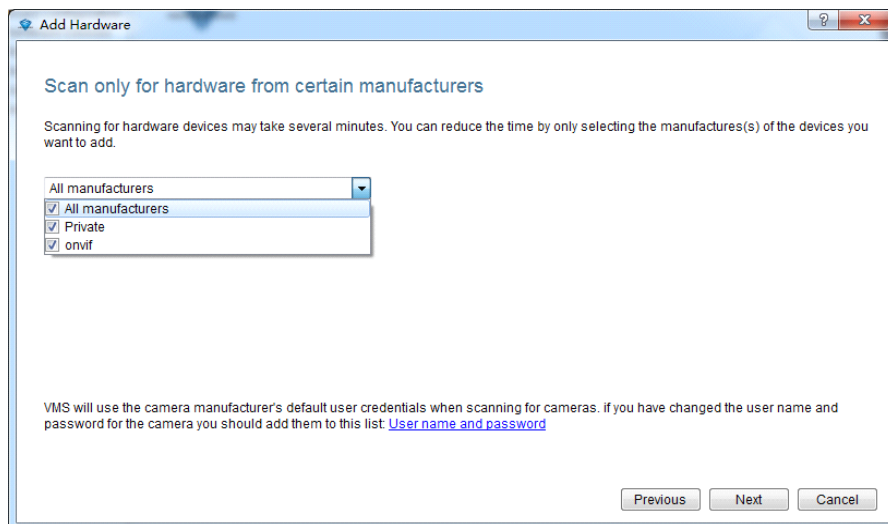 Add Hardware
Scan only for hardware from certain manufacturers
Scanning for hardware devices may take several minutes. You can reduce the time by only selecting the manufactures(s) of the devices you
want to add.
All manufacturers
All manufacturers
Private
onvif
VMS will use the camera manufacturer's default user credentials when scanning for cameras. if you have changed the user name and
password for the camera you should add them to this list: User name and password
Previous Next Cancel